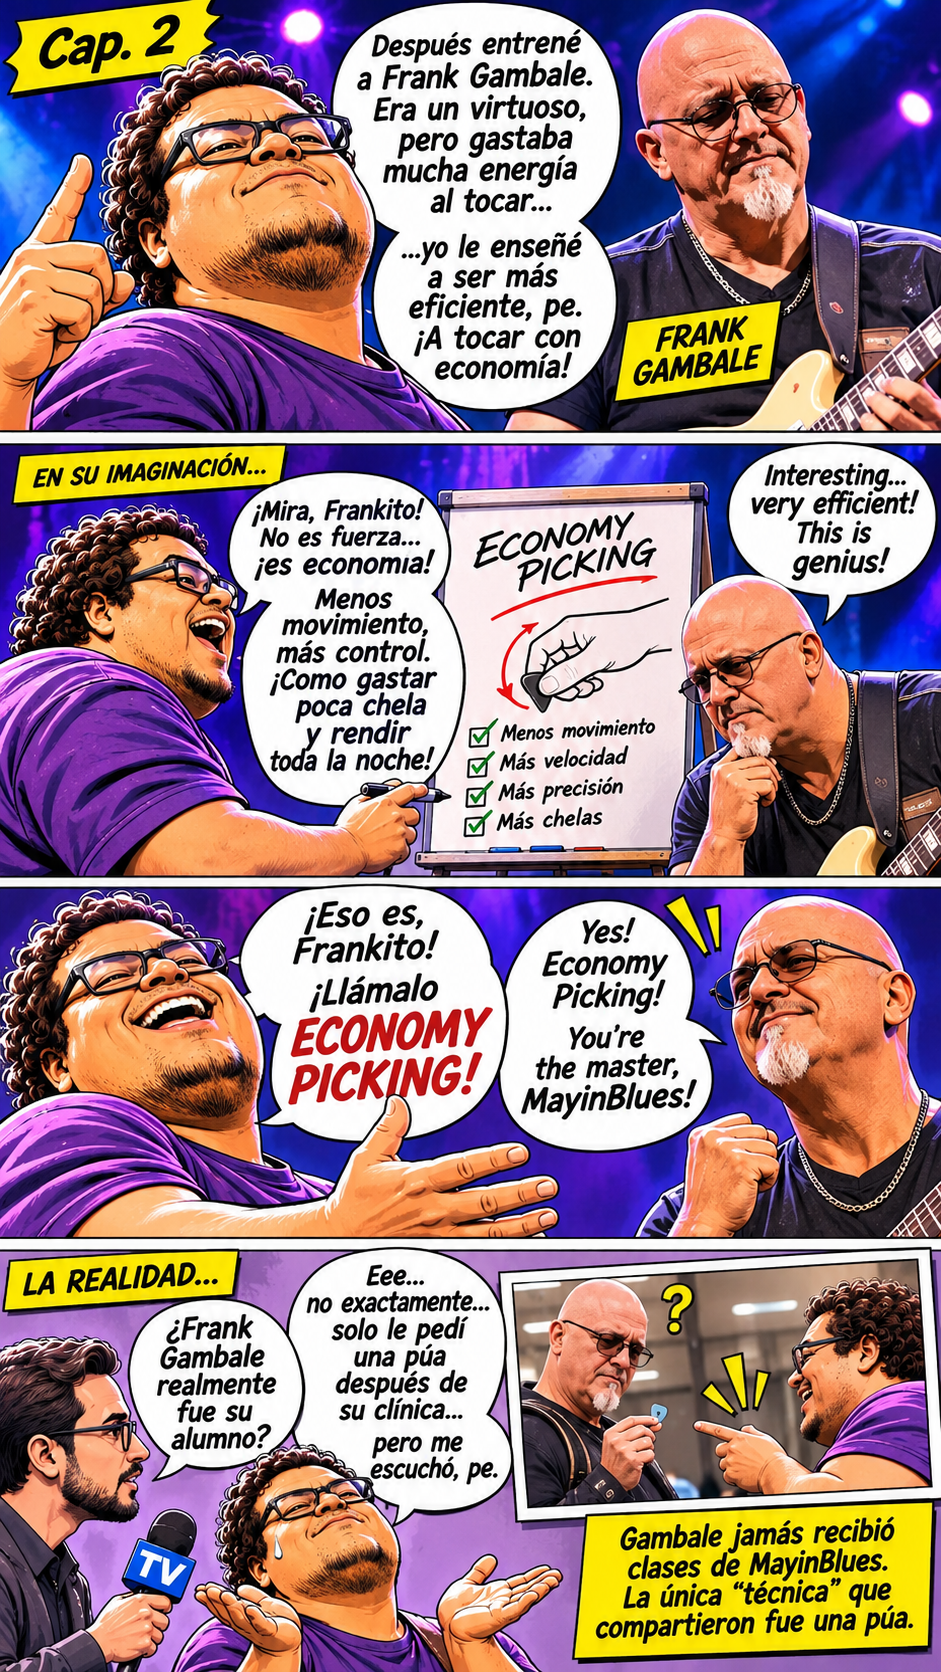 Cap. 2
Después entrené
a Frank Gambale.
Era un virtuoso,
pero gastaba
mucha energía
al tocar...
...yo le enseñé
a ser más
eficiente, pe.
¡A tocar con
economía!
FRANK
GAMBALE
EN SU IMAGINACIÓN...
¡Mira, Frankito!
No es fuerza...
¡es economıa!
Menos
movimiento,
más control.
¡Como gastar
poca chela
y rendir
toda la noche!
ECONOMY
PICKING
Menos movimiento
Más velocidad
Más precisión
Más chelas
Interesting...
very efficient!
This is
genius!
¡Eso es,
Frankito!
¡Llámalo
ECONOMY
PICKING!
Yes!
Economy
Picking!
You're
the master,
MayinBlues!
LA REALIDAD...
¿Frank
Gambale
realmente
fue su
alumno?
Eee...
no exactamente...
solo le pedí
una púa
después de
su clínica...
pero me
escuchó, pe.
?
TV
Gambale jamás recibió
clases de MayinBlues.
La única "técnica" que
compartieron fue una púa.